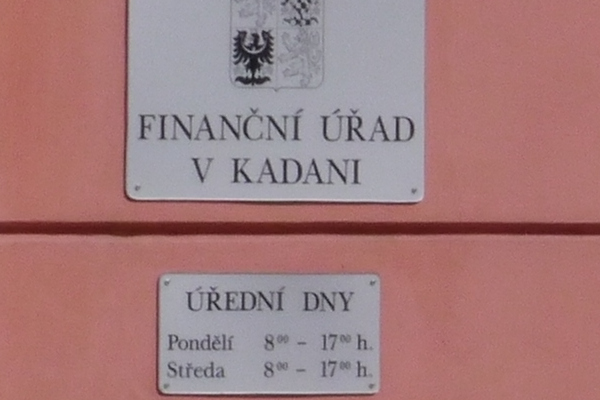 FINANČNÍ ÚŘAD
V KADANI
ÚŘEDNÍ DNY
Pondělí 8⁰⁰ – 17⁰⁰ h.
Středa 8⁰⁰ – 17⁰⁰ h.